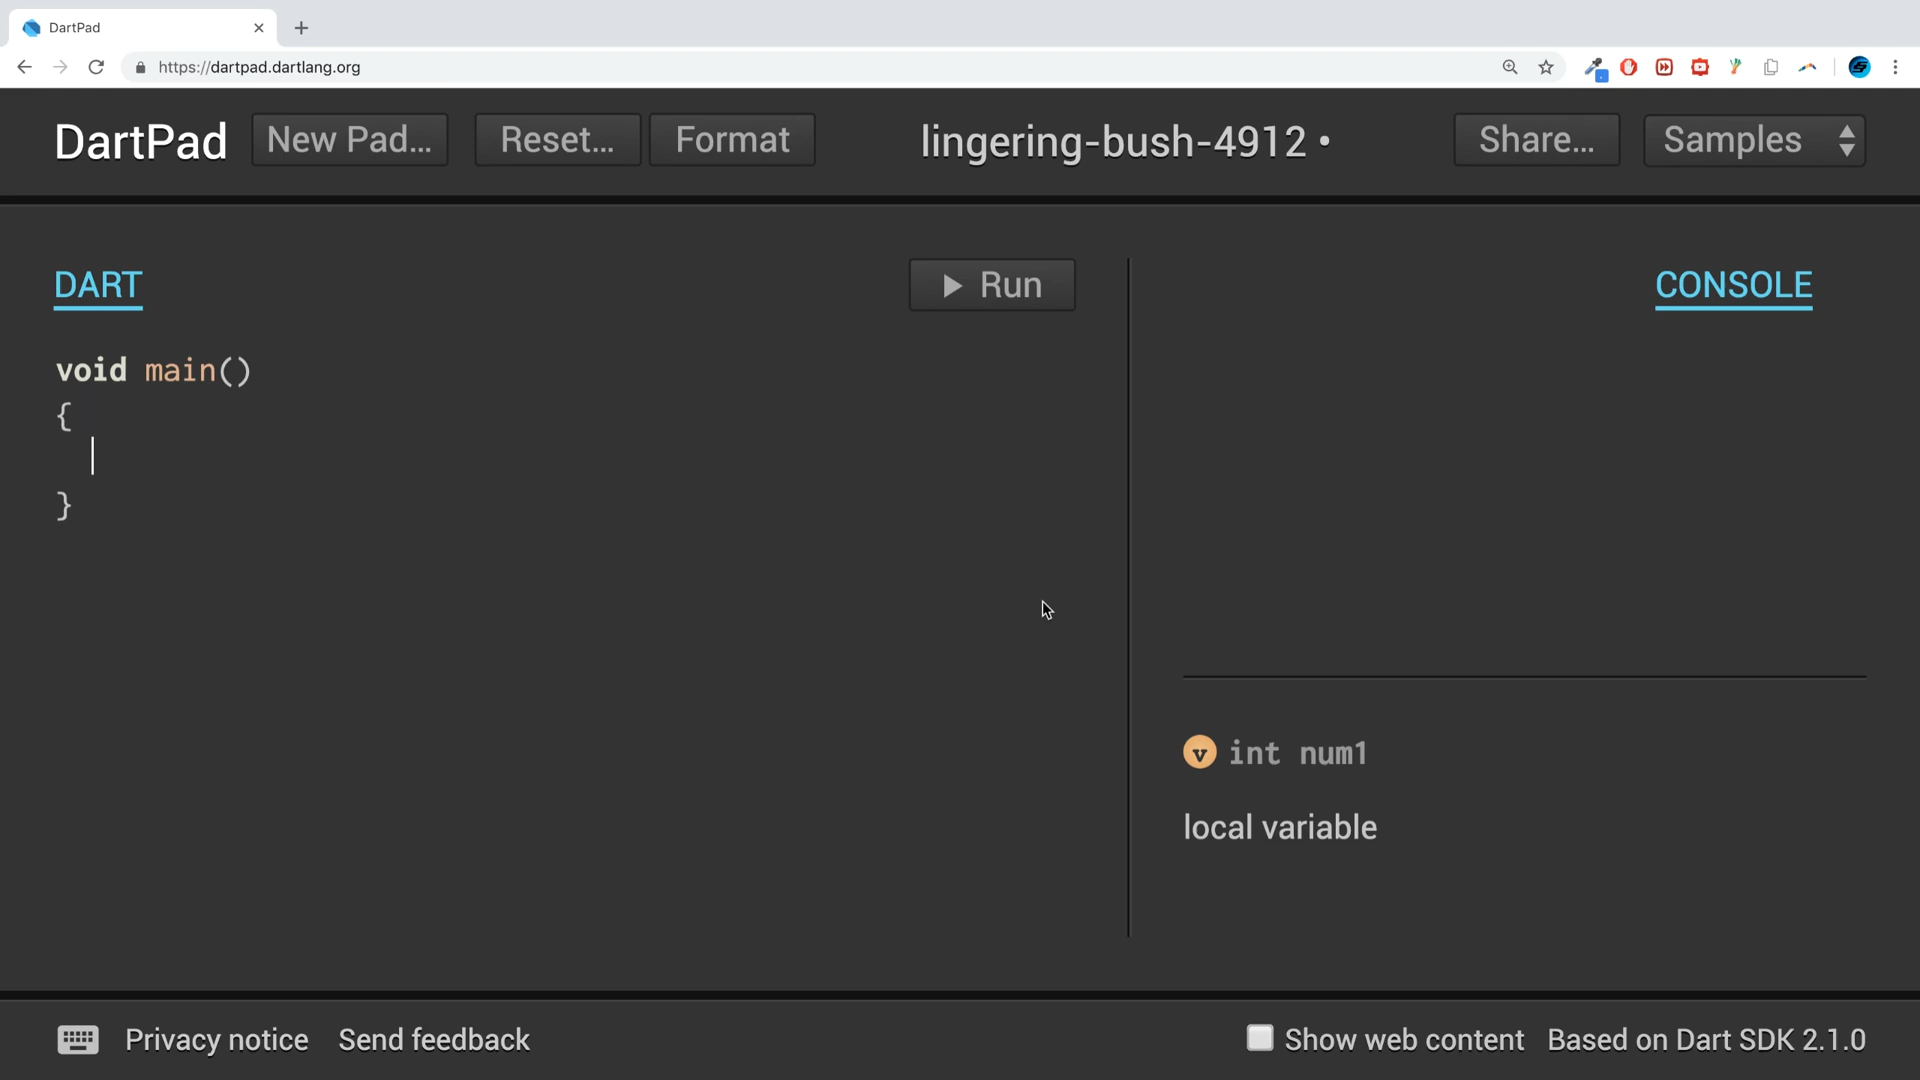 DartPad
https://dartpad.dartlang.org
DartPad
New Pad...
Reset...
Format
lingering-bush-4912 •
Share...
Samples
DART
Run
CONSOLE
void main()
{
}
v int num1
local variable
Privacy notice
Send feedback
Show web content
Based on Dart SDK 2.1.0